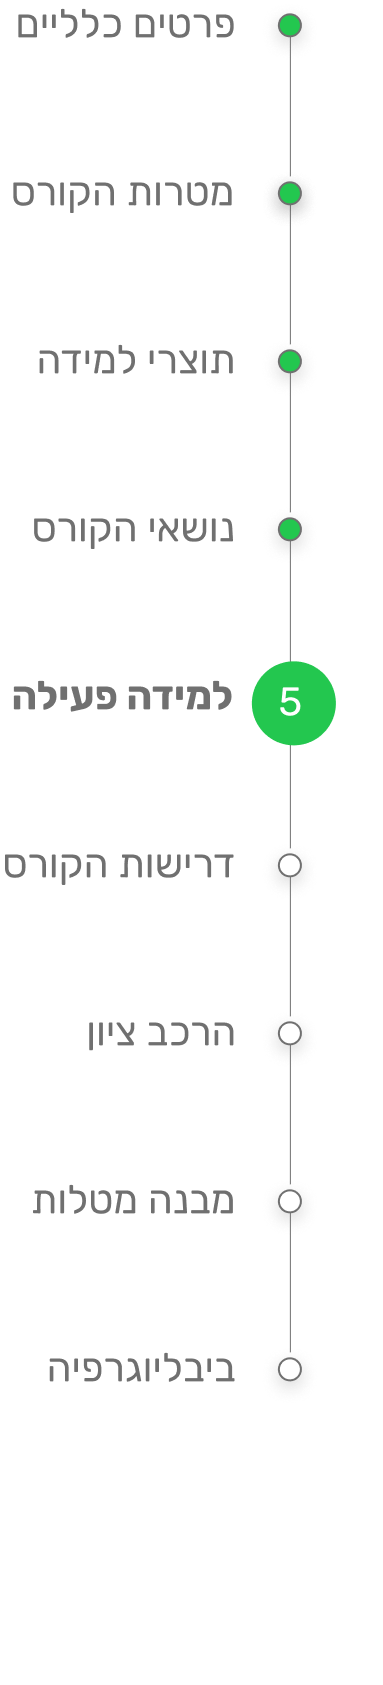 פרטים כלליים
מטרות הקורס
תוצרי למידה
נושאי הקורס
5 למידה פעילה
דרישות הקורס
הרכב ציון
מבנה מטלות
ביבליוגרפיה